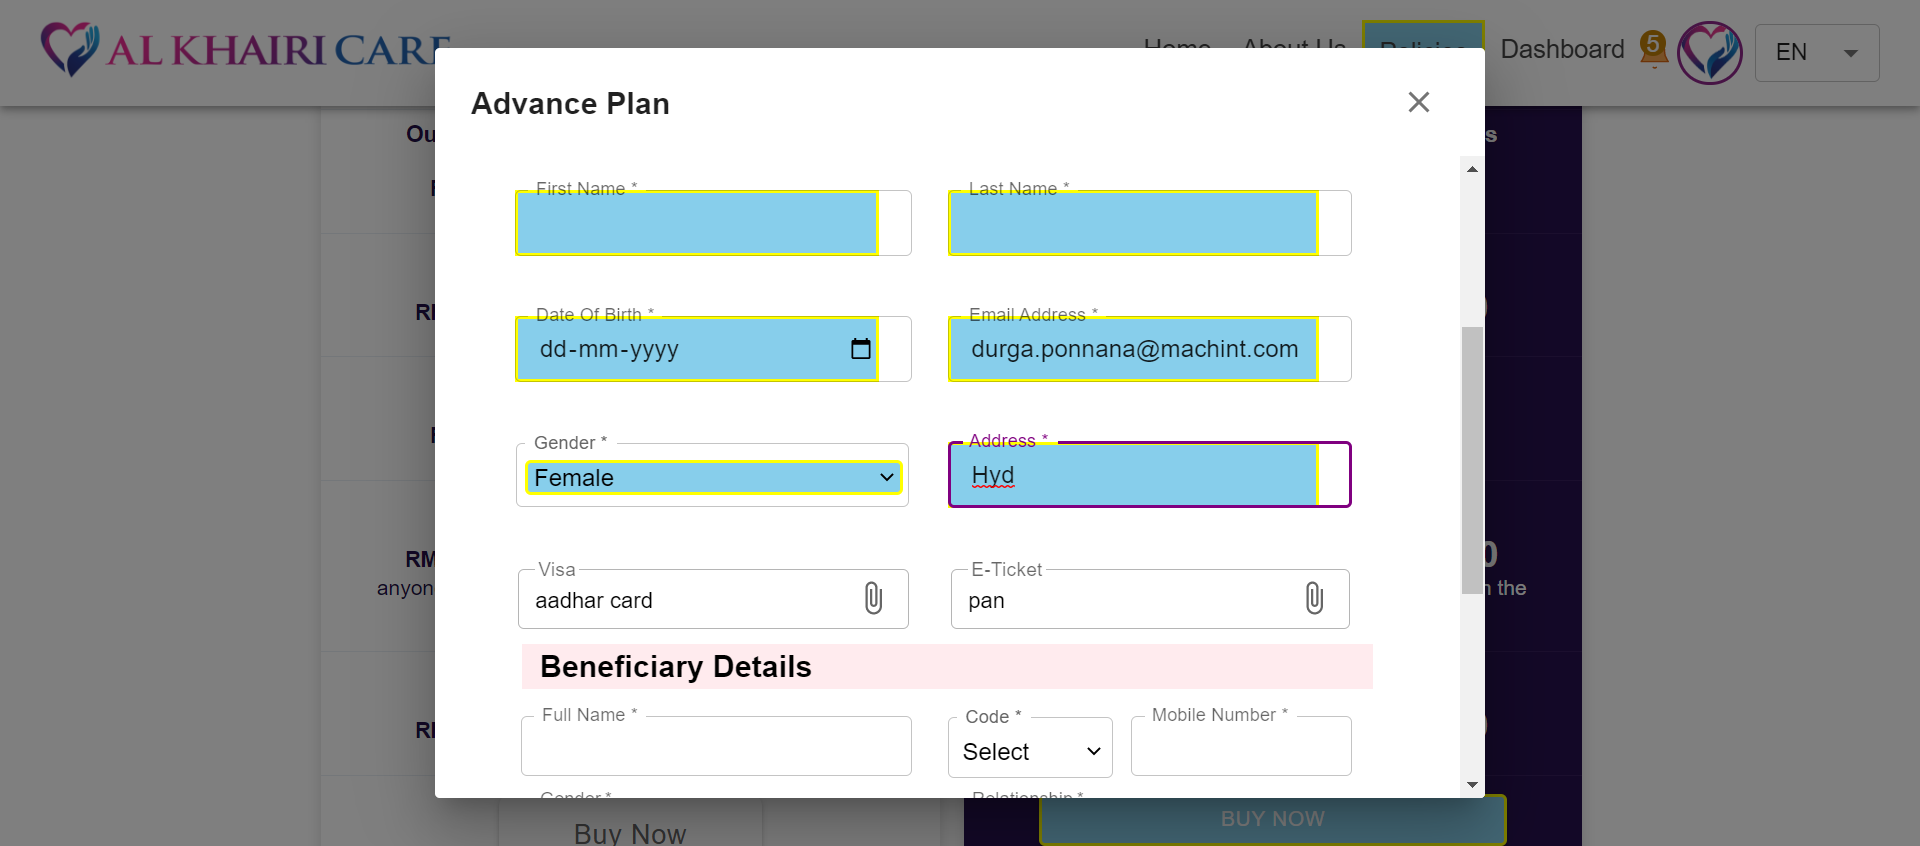 AL KHAIRI CARE
Home About Us Policies Dashboard 5 EN
Advance Plan
First Name * Last Name *
Date Of Birth * Email Address *
dd-mm-yyyy durga.ponnana@machint.com
Gender * Address *
Female Hyd
Visa E-Ticket
aadhar card pan
Beneficiary Details
Full Name * Code * Mobile Number *
Select
Gender * Relationship *
Buy Now BUY NOW
Ou
RM
anyon
the